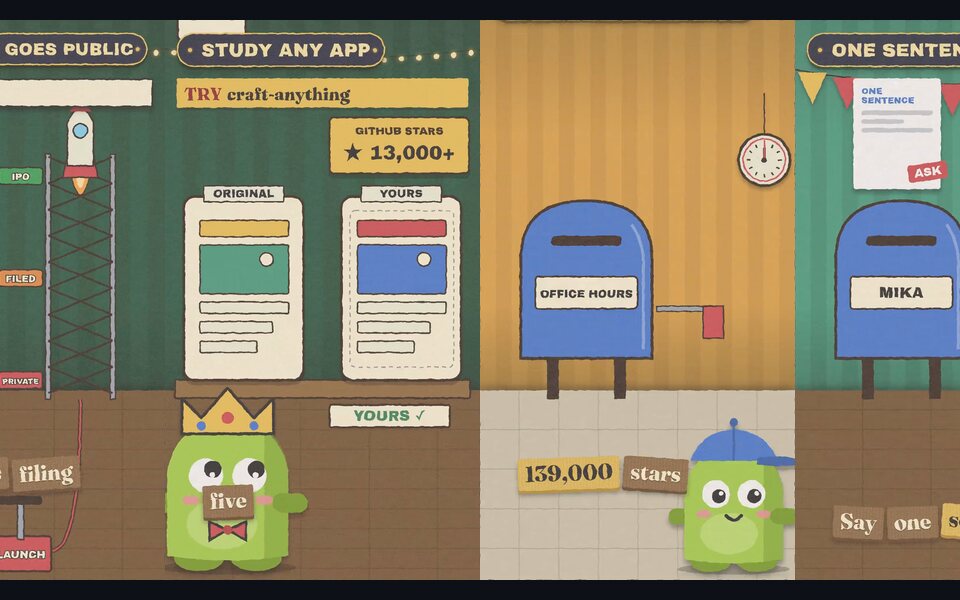 GOES PUBLIC
IPO
FILED
PRIVATE
filing
LAUNCH
STUDY ANY APP
TRY craft-anything
GITHUB STARS
★ 13,000+
ORIGINAL
YOURS
YOURS ✓
five
OFFICE HOURS
139,000 stars
ONE SENTEN
ONE
SENTENCE
ASK
MIKA
Say one